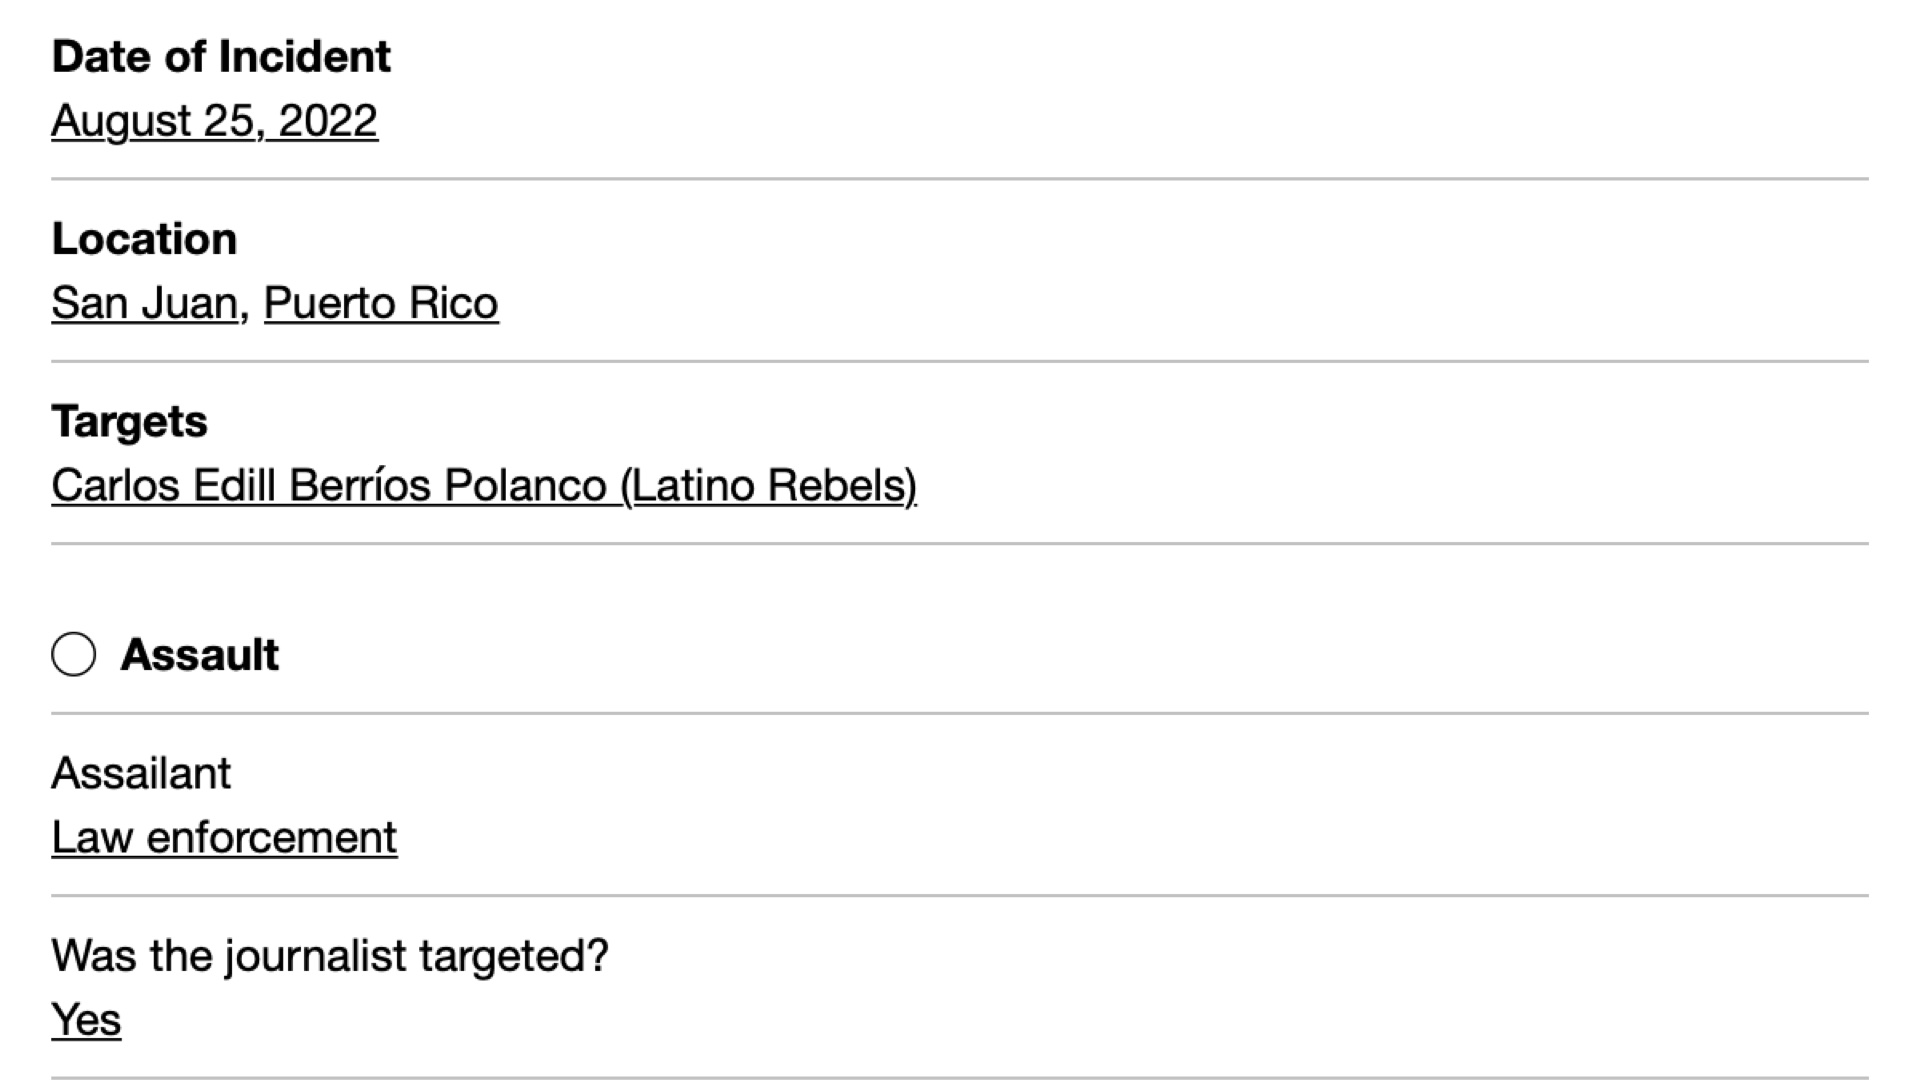 Date of Incident
August 25, 2022
Location
San Juan, Puerto Rico
Targets
Carlos Edill Berríos Polanco (Latino Rebels)
Assault
Assailant
Law enforcement
Was the journalist targeted?
Yes